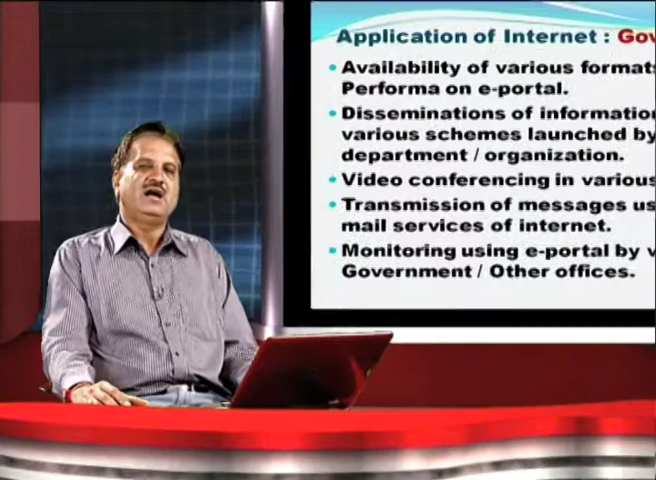 Application of Internet : Gov
• Availability of various formats
Performa on e-portal.
• Disseminations of information
various schemes launched by
department / organization.
• Video conferencing in various
• Transmission of messages us
mail services of internet.
• Monitoring using e-portal by v
Government / Other offices.